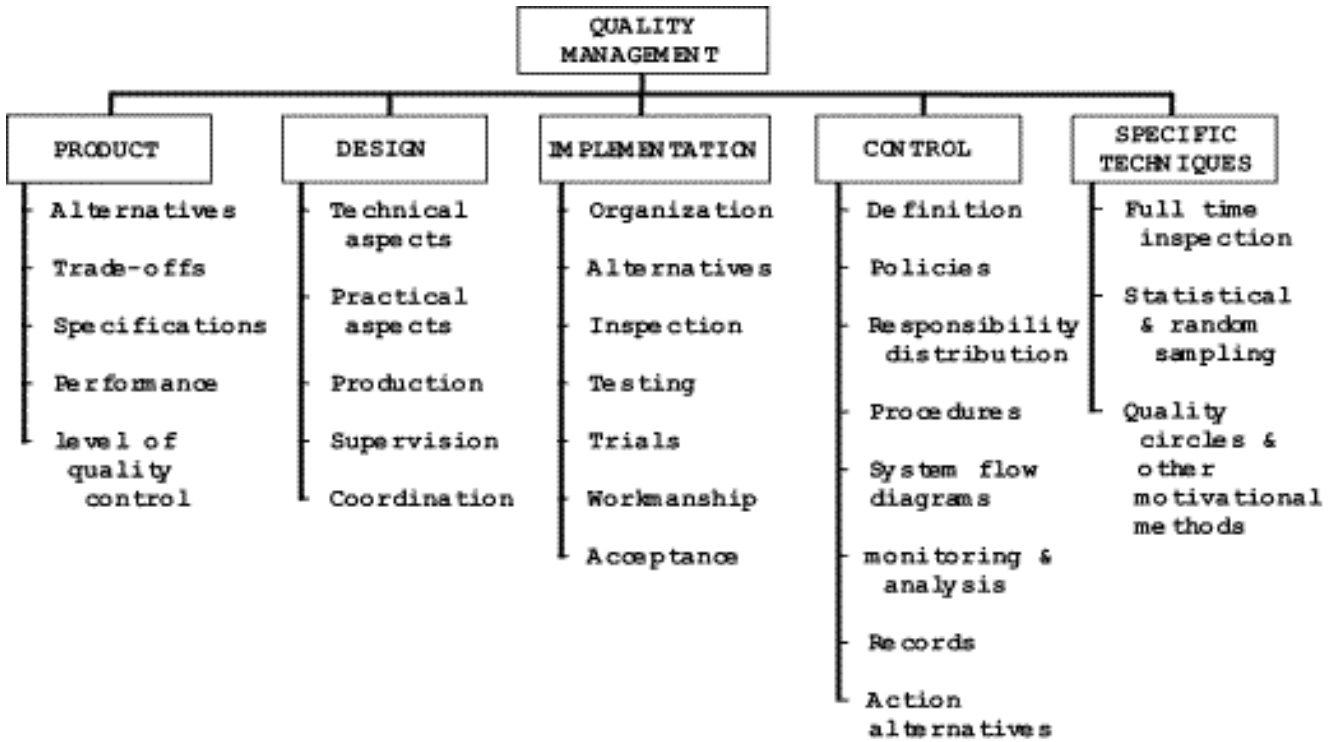 QUALITY
MANAGEMENT
PRODUCT
Alternatives
Trade-offs
Specifications
Performance
level of
quality
control
DESIGN
Technical
aspects
Practical
aspects
Production
Supervision
Coordination
IMPLEMENTATION
Organization
Alternatives
Inspection
Testing
Trials
Workmanship
Acceptance
CONTROL
Definition
Policies
Responsibility
distribution
Procedures
System flow
diagrams
monitoring &
analysis
Records
Action
alternatives
SPECIFIC
TECHNIQUES
Full time
inspection
Statistical
& random
sampling
Quality
circles &
other
motivational
methods